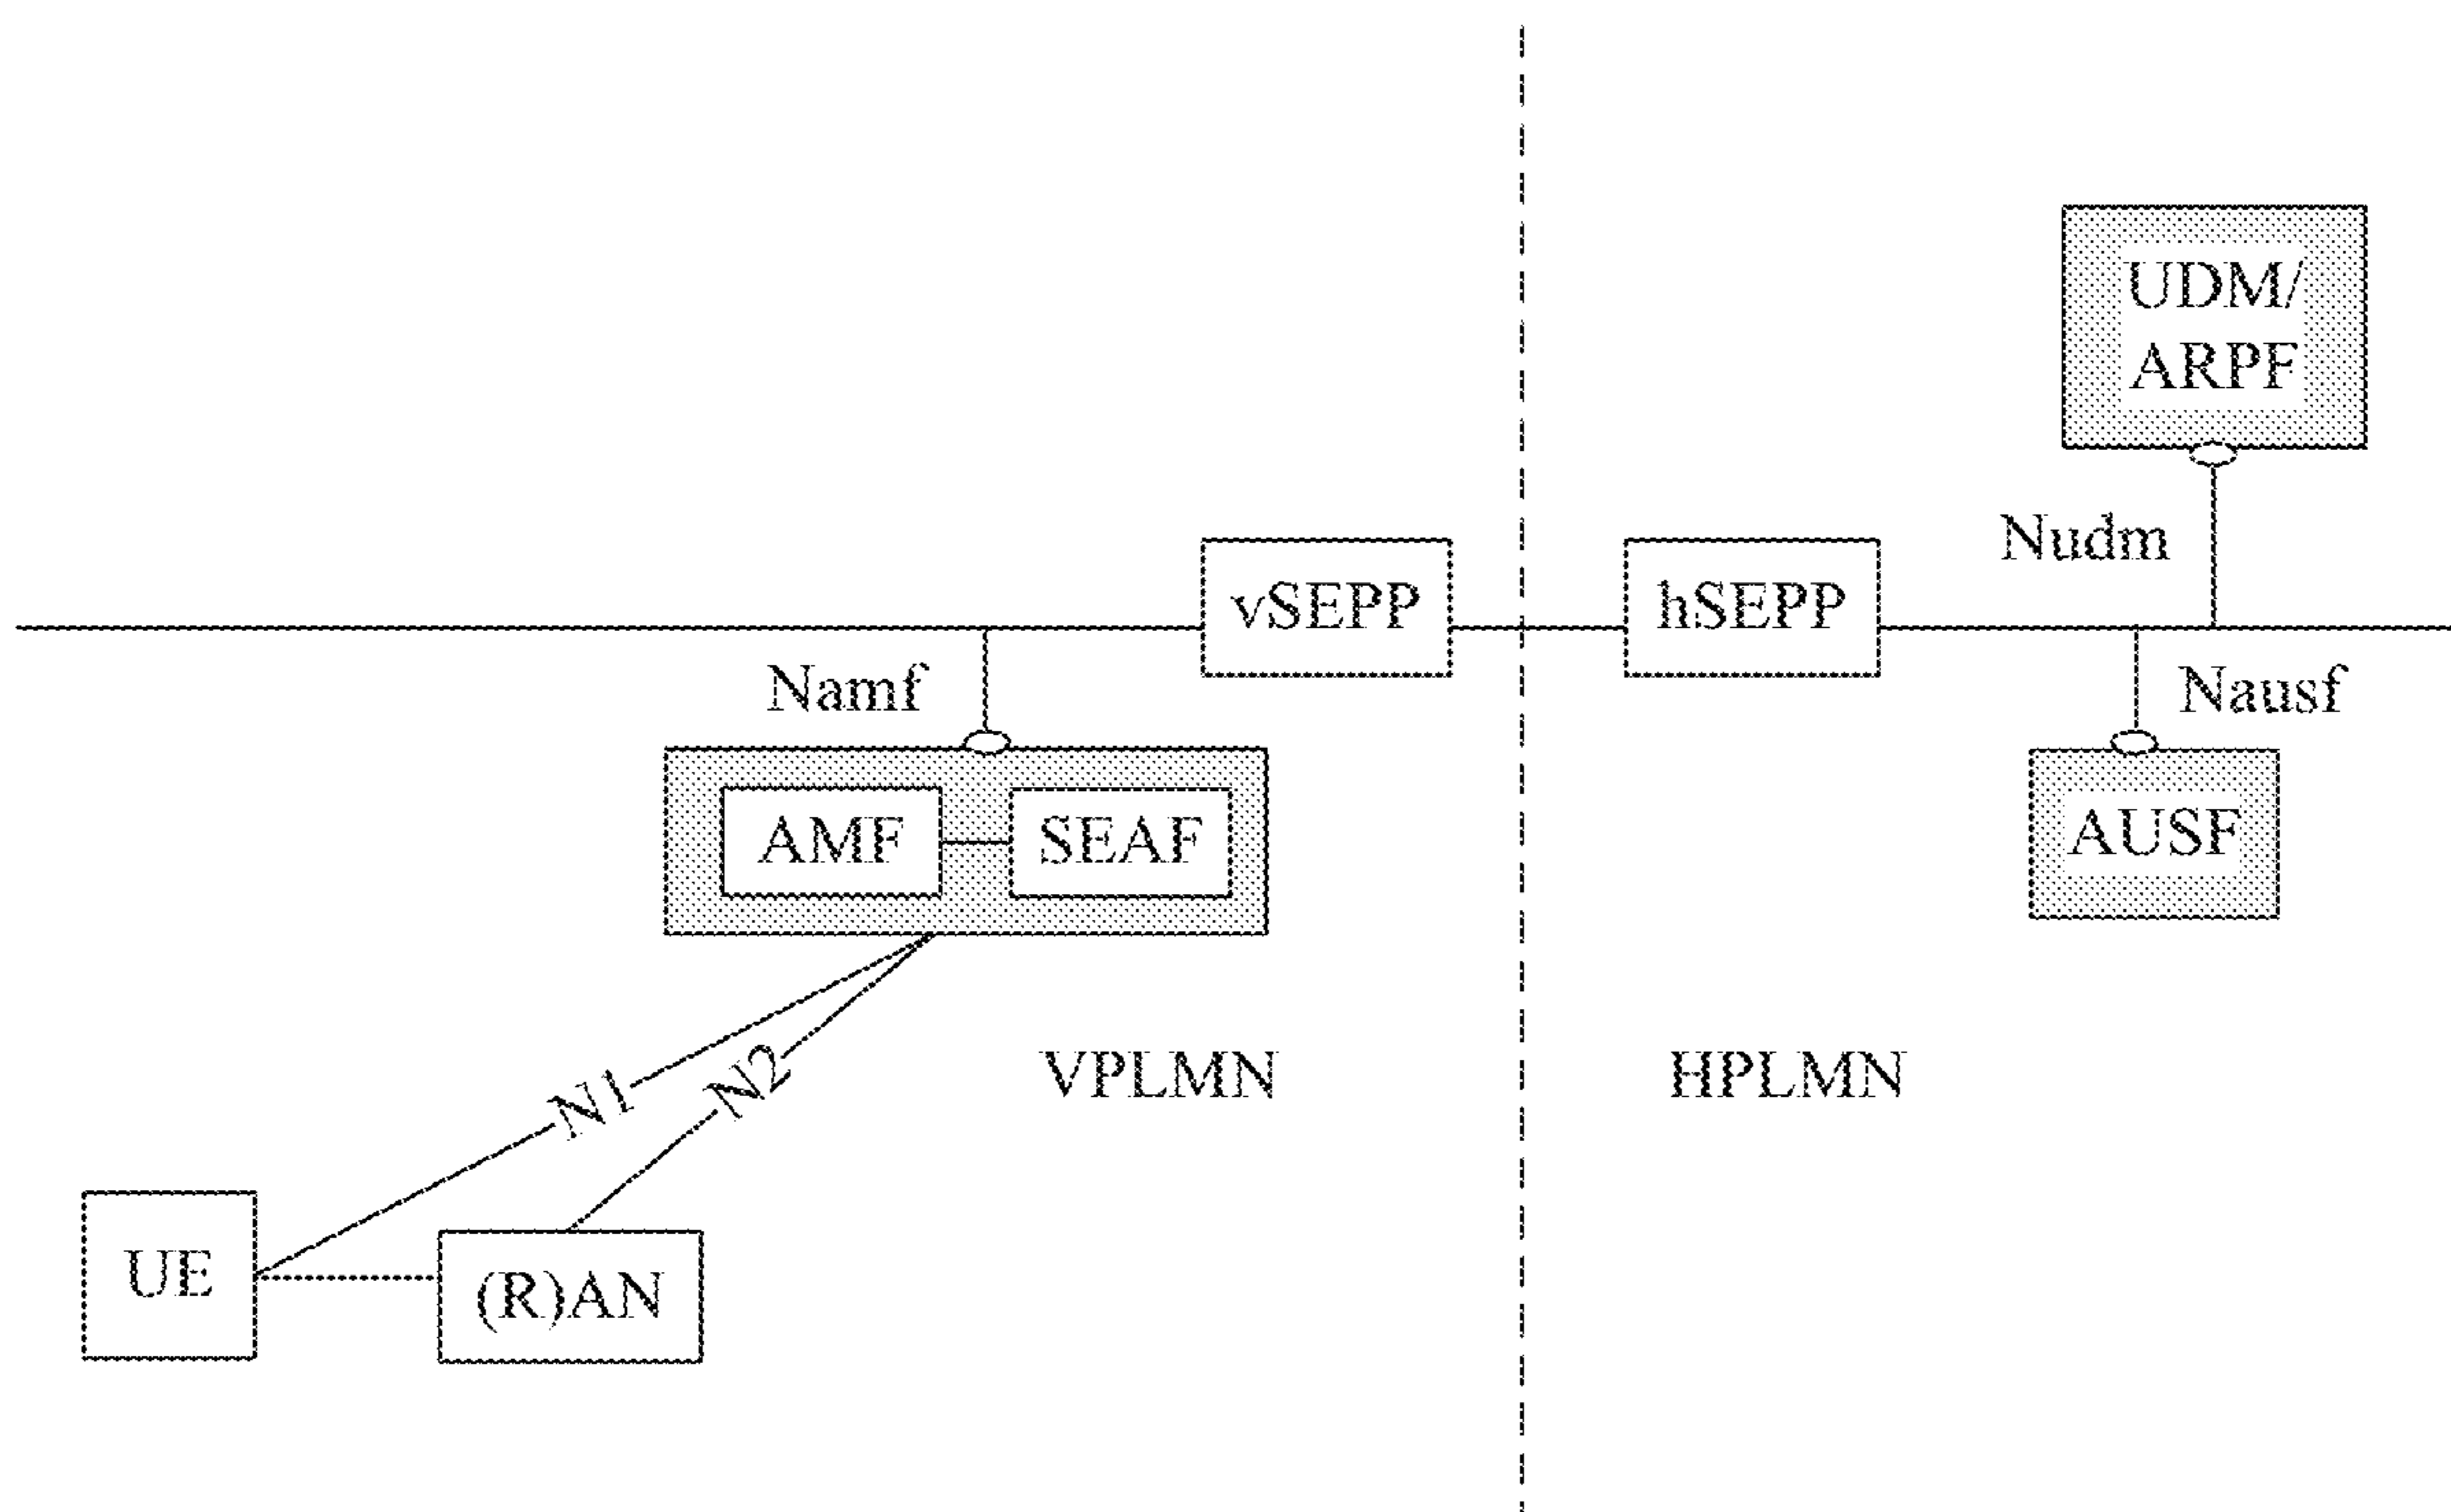 UDM/
ARPF
Nudm
vSEPP
hSEPP
Namf
Nausf
AMF
SEAF
AUSF
N1
N2
VPLMN
HPLMN
UE
(R)AN